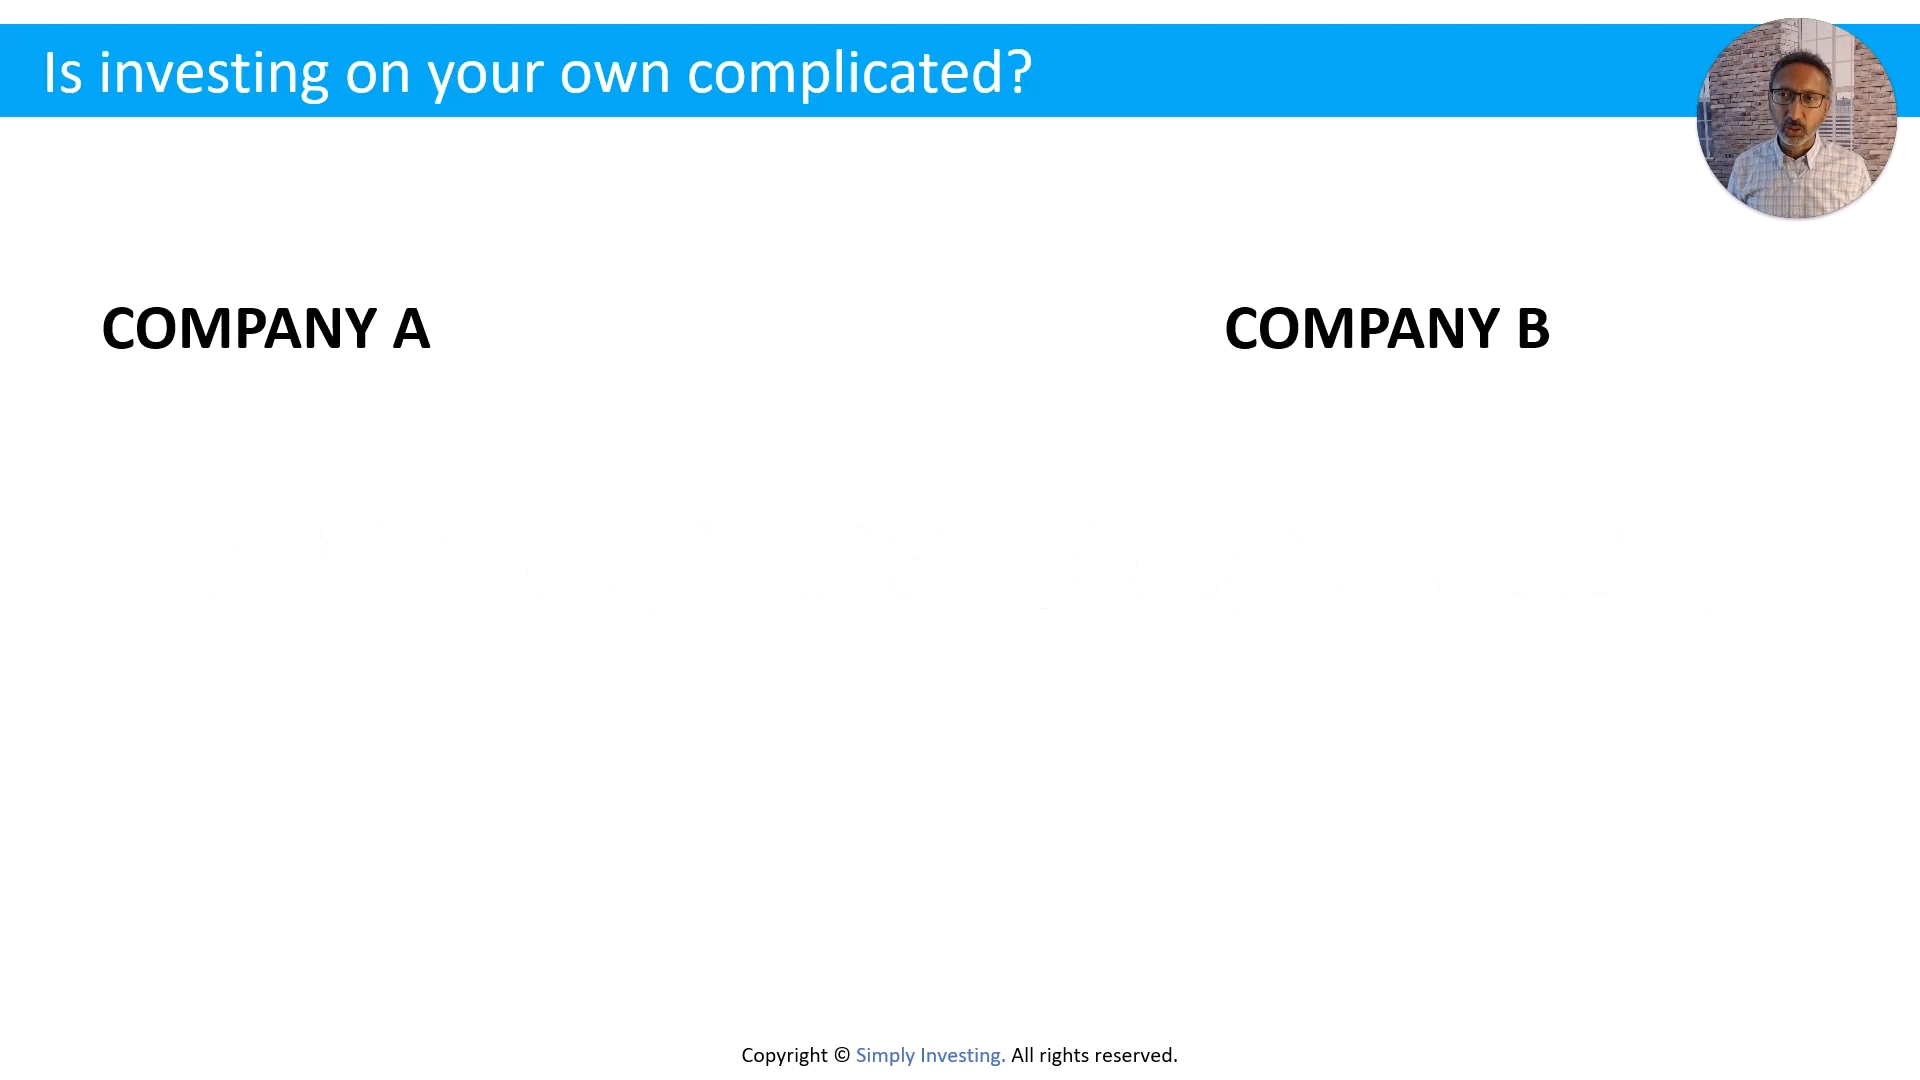 Is investing on your own complicated?
COMPANY A
COMPANY B
Copyright © Simply Investing. All rights reserved.